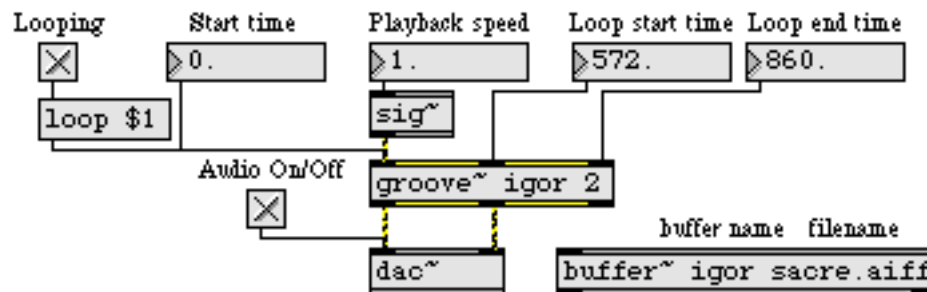 Looping Start time Playback speed Loop start time Loop end time
0. 1. 572. 860.
loop $1 sig~
Audio On/Off
groove~ igor 2
buffer name filename
dac~ buffer~ igor sacre.aiff